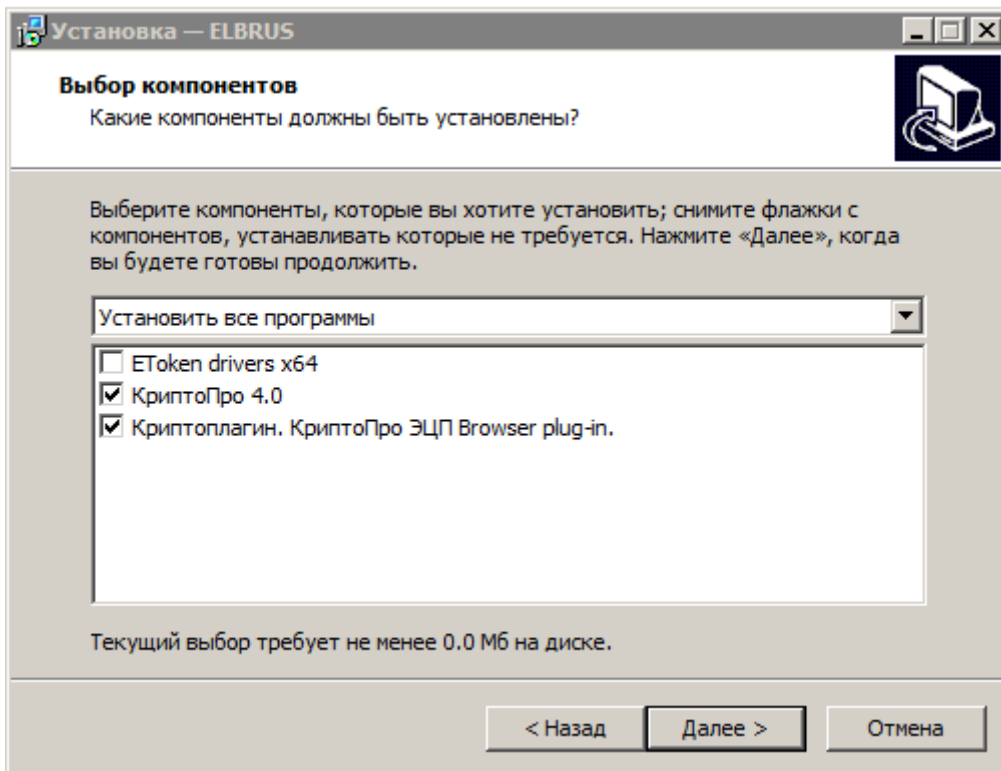 Установка — ELBRUS
Выбор компонентов
Какие компоненты должны быть установлены?
Выберите компоненты, которые вы хотите установить; снимите флажки с
компонентов, устанавливать которые не требуется. Нажмите «Далее», когда
вы будете готовы продолжить.
Установить все программы
EToken drivers x64
КриптоПро 4.0
Криптоплагин. КриптоПро ЭЦП Browser plug-in.
Текущий выбор требует не менее 0.0 Мб на диске.
< Назад
Далее >
Отмена